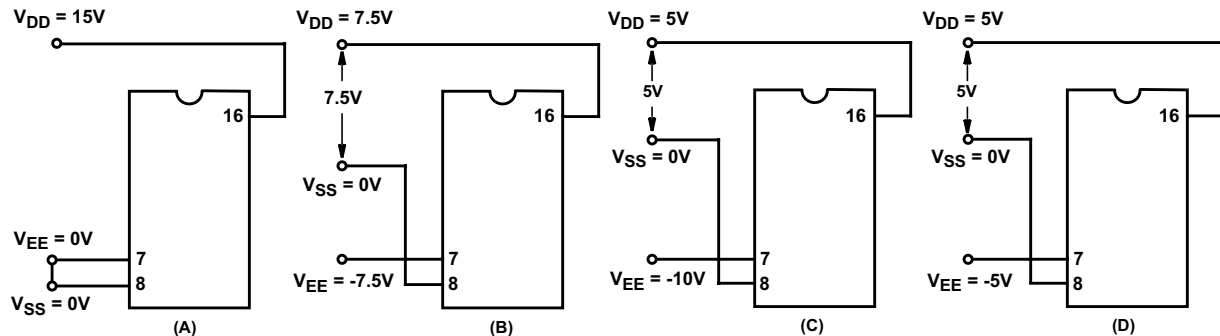 VDD = 15V
16
VEE = 0V
7
8
VSS = 0V
(A)
VDD = 7.5V
7.5V
16
VSS = 0V
7
VEE = -7.5V
8
(B)
VDD = 5V
5V
16
VSS = 0V
7
VEE = -10V
8
(C)
VDD = 5V
5V
16
VSS = 0V
7
VEE = -5V
8
(D)